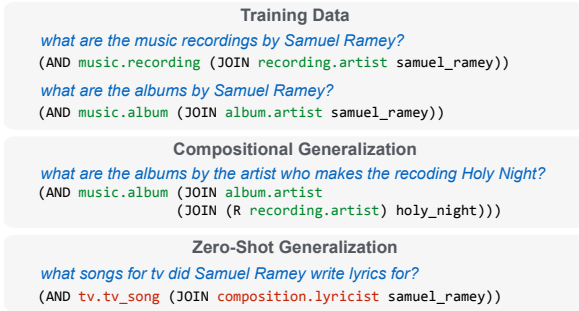 Training Data
what are the music recordings by Samuel Ramey?
(AND music.recording (JOIN recording.artist samuel_ramey))
what are the albums by Samuel Ramey?
(AND music.album (JOIN album.artist samuel_ramey))
Compositional Generalization
what are the albums by the artist who makes the recoding Holy Night?
(AND music.album (JOIN album.artist
(JOIN (R recording.artist) holy_night)))
Zero-Shot Generalization
what songs for tv did Samuel Ramey write lyrics for?
(AND tv.tv_song (JOIN composition.lyricist samuel_ramey))